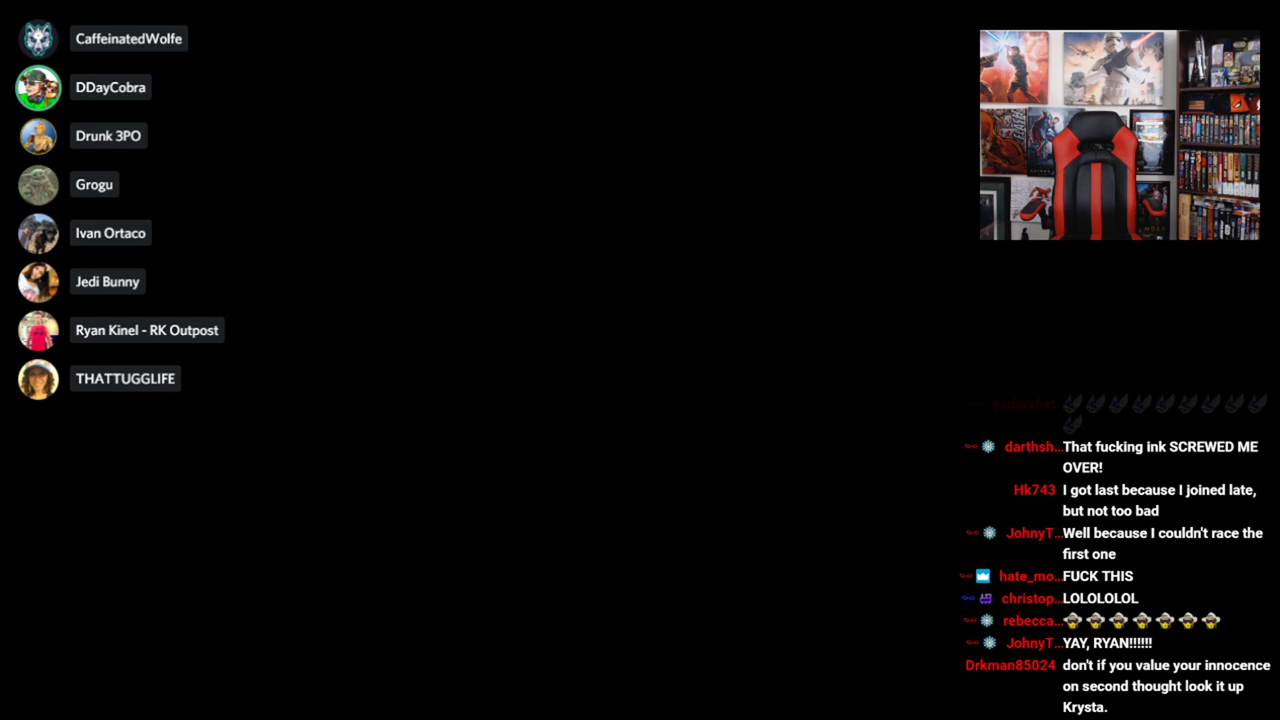 CaffeinatedWolfe
DDayCobra
Drunk 3PO
Grogu
Ivan Ortaco
Jedi Bunny
Ryan Kinel - RK Outpost
THATTUGGLIFE
darthsh... That fucking ink SCREWED ME
OVER!
Hk743 I got last because I joined late,
but not too bad
JohnyT... Well because I couldn't race the
first one
hate_mo... FUCK THIS
christop... LOLOLOLOL
rebecca...
JohnyT... YAY, RYAN!!!!!!
Drkman85024 don't if you value your innocence
on second thought look it up
Krysta.